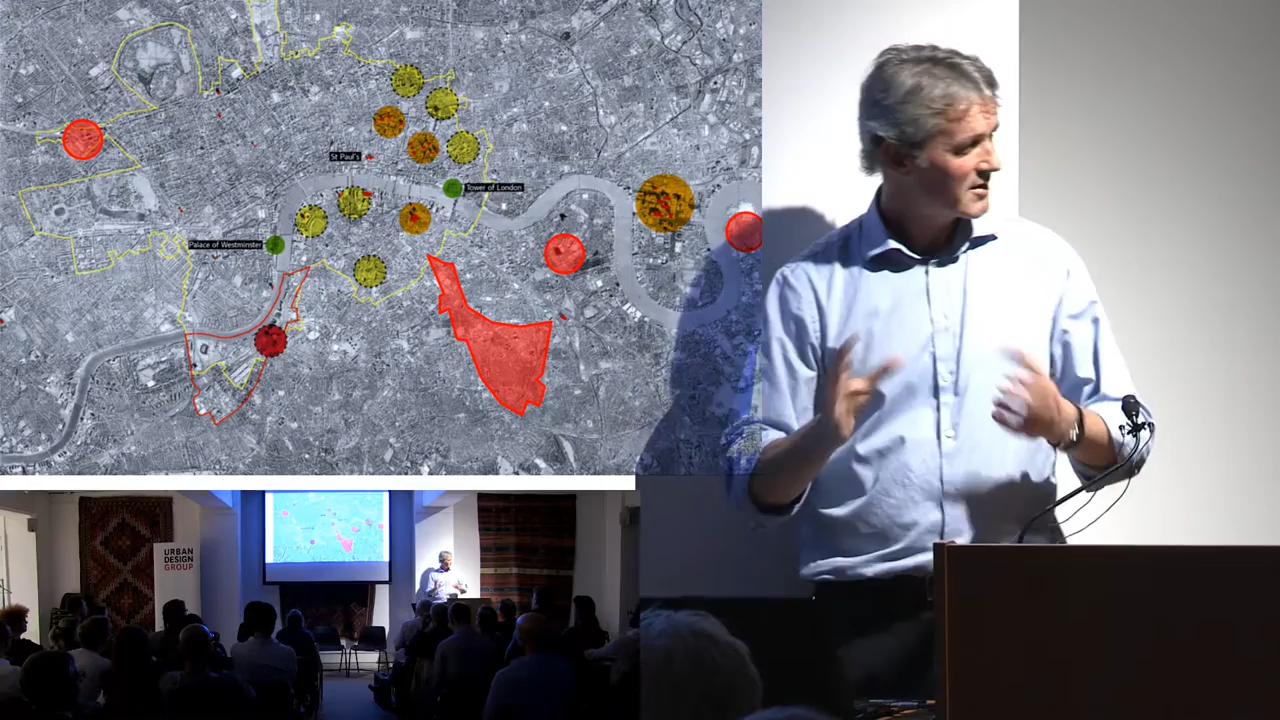 St Paul's
Tower of London
Palace of Westminster
URBAN
DESIGN
GROUP